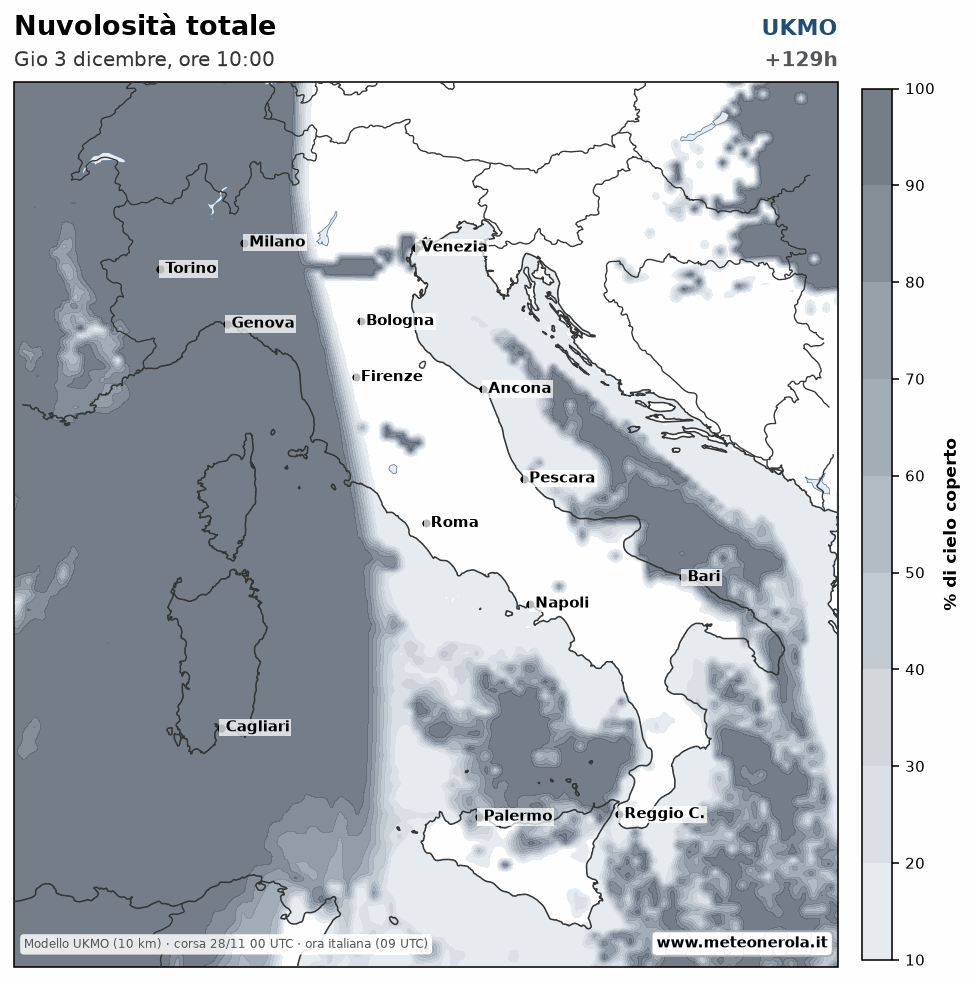 Nuvolosità totale
UKMO
Gio 3 dicembre, ore 10:00
+129h
100
90
80
70
60
50
40
30
20
10
% di cielo coperto
Milano
Venezia
Torino
Genova
Bologna
Firenze
Ancona
Pescara
Roma
Bari
Napoli
Cagliari
Palermo
Reggio C.
Modello UKMO (10 km) · corsa 28/11 00 UTC · ora italiana (09 UTC)
www.meteonerola.it